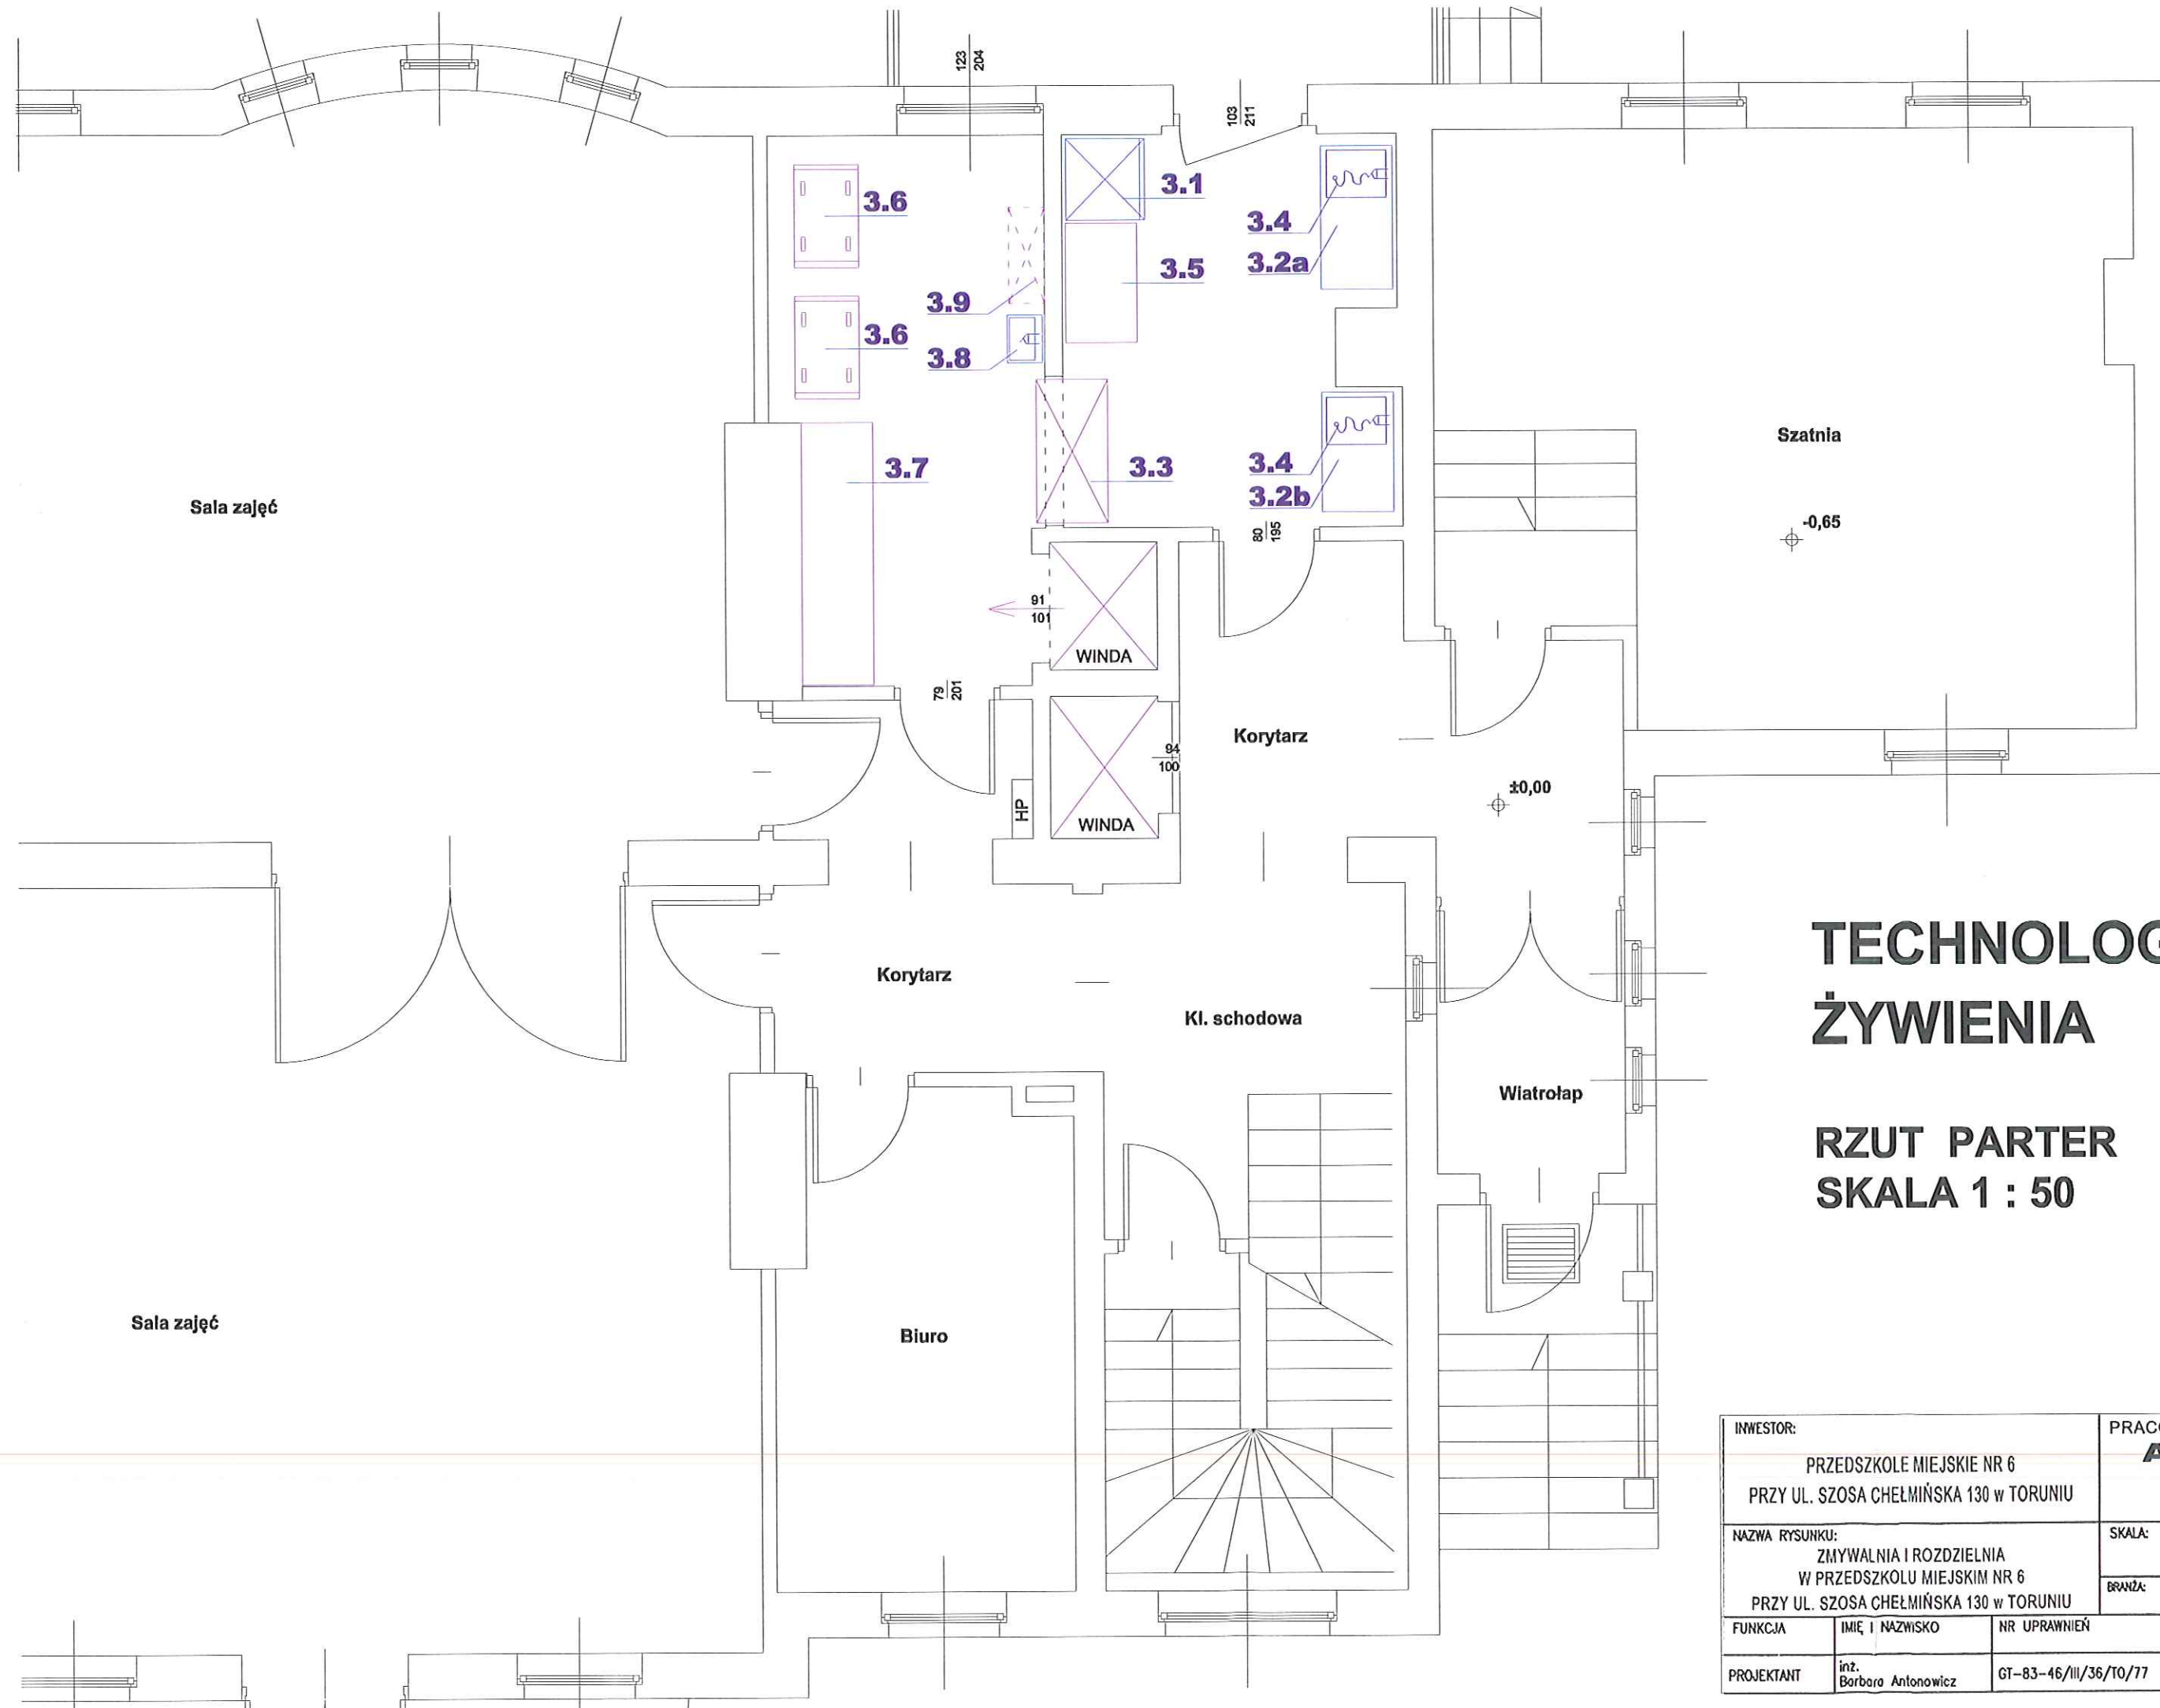 123
204
103
211
3.1
3.6
3.4
3.2a
3.5
3.9
3.6
3.8
3.4
3.2b
3.3
3.7
Sala zajęć
Szatnia
-0,65
80
195
91
101
WINDA
79
201
94
100
WINDA
HP
Korytarz
±0,00
Korytarz
Kl. schodowa
Wiatrołap
TECHNOLOG
ŻYWIENIA
RZUT PARTER
SKALA 1 : 50
Sala zajęć
Biuro
INWESTOR:
PRZEDSZKOLE MIEJSKIE NR 6
PRZY UL. SZOSA CHEŁMIŃSKA 130 w TORUNIU
PRAC
NAZWA RYSUNKU:
ZMYWALNIA I ROZDZIELNIA
W PRZEDSZKOLU MIEJSKIM NR 6
PRZY UL. SZOSA CHEŁMIŃSKA 130 w TORUNIU
SKALA:
BRANŻA:
FUNKCJA
IMIĘ I NAZWISKO
NR UPRAWNIEŃ
PROJEKTANT
inż.
Barbara Antonowicz
GT-83-46/III/36/TO/77